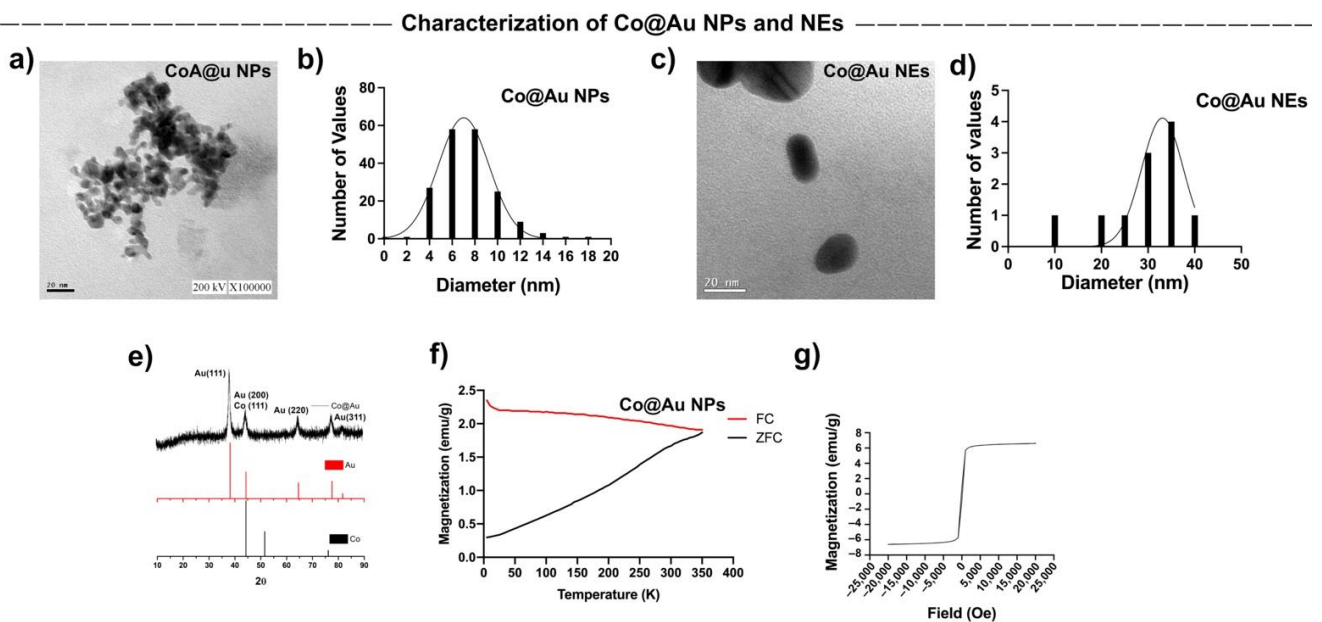 Characterization of Co@Au NPs and NEs
a)
CoA@u NPs
20 nm
200 kV X100000
b)
Co@Au NPs
Number of Values
80
60
40
20
0
0 2 4 6 8 10 12 14 16 18 20
Diameter (nm)
c)
Co@Au NEs
20 nm
d)
Co@Au NEs
Number of values
5
4
3
2
1
0
0 10 20 30 40 50
Diameter (nm)
e)
Au(111)
Au (200)
Co (111)
Au (220)
Co@Au
Au(311)
Au
Co
10 20 30 40 50 60 70 80 90
2θ
f)
Co@Au NPs
FC
ZFC
Magnetization (emu/g)
2.5
2.0
1.5
1.0
0.5
0.0
0 50 100 150 200 250 300 350 400
Temperature (K)
g)
Magnetization (emu/g)
8
6
4
2
0
−2
−4
−6
−8
−25,000 −20,000 −15,000 −10,000 −5,000 0 5,000 10,000 15,000 20,000 25,000
Field (Oe)